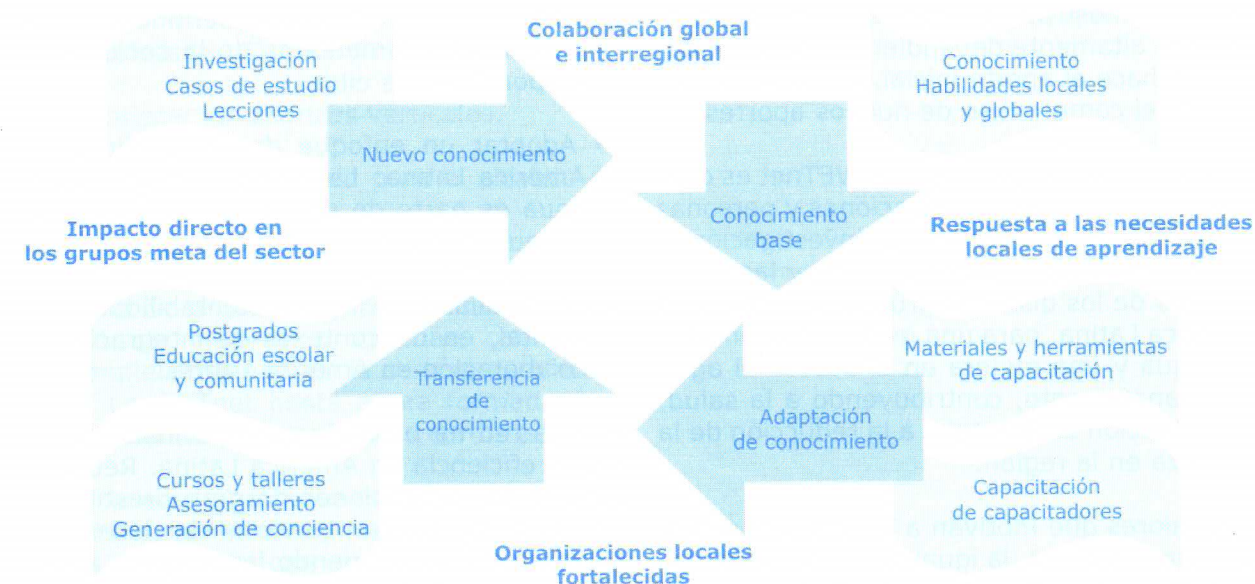 Colaboración global
e interregional
Investigación
Casos de estudio
Lecciones
Conocimiento
Habilidades locales
y globales
Nuevo conocimiento
Conocimiento
base
Impacto directo en
los grupos meta del sector
Respuesta a las necesidades
locales de aprendizaje
Postgrados
Educación escolar
y comunitaria
Transferencia
de
conocimiento
Adaptación
de conocimiento
Materiales y herramientas
de capacitación
Cursos y talleres
Asesoramiento
Generación de conciencia
Capacitación
de capacitadores
Organizaciones locales
fortalecidas